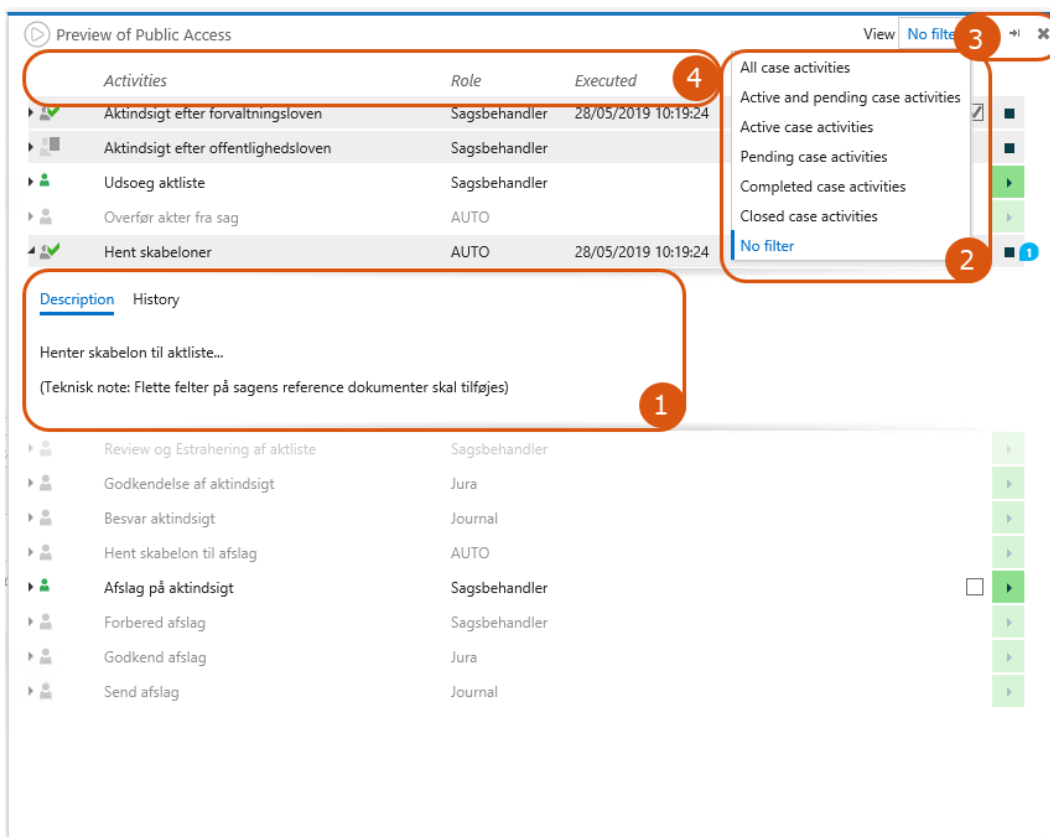 Preview of Public Access
View No filte 3
Activities Role Executed 4
All case activities
Active and pending case activities
Active case activities
Pending case activities
Completed case activities
Closed case activities
No filter
2
Aktindsigt efter forvaltningsloven Sagsbehandler 28/05/2019 10:19:24
Aktindsigt efter offentlighedsloven Sagsbehandler
Udsoeg aktliste Sagsbehandler
Overfør akter fra sag AUTO
Hent skabeloner AUTO 28/05/2019 10:19:24 1
Description History
Henter skabelon til aktliste...
(Teknisk note: Flette felter på sagens reference dokumenter skal tilføjes)
1
Review og Estrahering af aktliste Sagsbehandler
Godkendelse af aktindsigt Jura
Besvar aktindsigt Journal
Hent skabelon til afslag AUTO
Afslag på aktindsigt Sagsbehandler
Forbered afslag Sagsbehandler
Godkend afslag Jura
Send afslag Journal